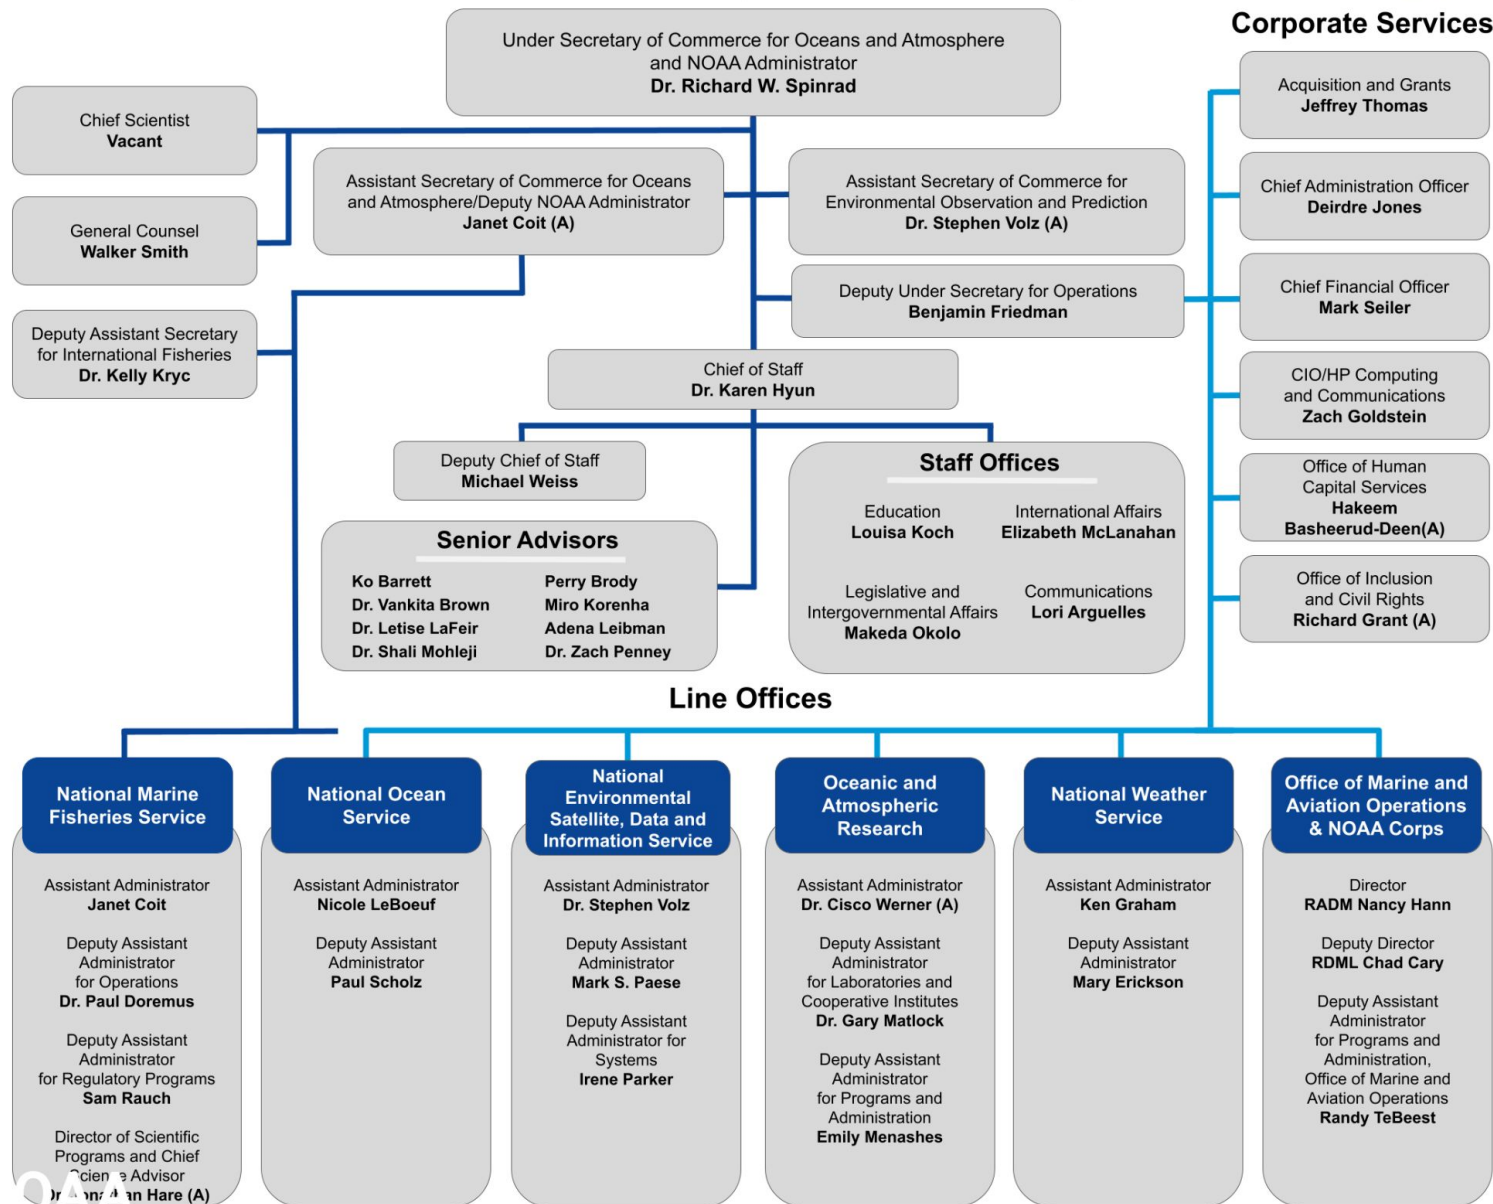 Corporate Services
Under Secretary of Commerce for Oceans and Atmosphere
and NOAA Administrator
Dr. Richard W. Spinrad
Chief Scientist
Vacant
General Counsel
Walker Smith
Deputy Assistant Secretary
for International Fisheries
Dr. Kelly Kryc
Assistant Secretary of Commerce for Oceans
and Atmosphere/Deputy NOAA Administrator
Janet Coit (A)
Assistant Secretary of Commerce for
Environmental Observation and Prediction
Dr. Stephen Volz (A)
Deputy Under Secretary for Operations
Benjamin Friedman
Chief of Staff
Dr. Karen Hyun
Deputy Chief of Staff
Michael Weiss
Senior Advisors
Ko Barrett
Dr. Vankita Brown
Dr. Letise LaFeir
Dr. Shali Mohleji
Perry Brody
Miro Korenha
Adena Leibman
Dr. Zach Penney
Staff Offices
Education
Louisa Koch
International Affairs
Elizabeth McLanahan
Legislative and
Intergovernmental Affairs
Makeda Okolo
Communications
Lori Arguelles
Acquisition and Grants
Jeffrey Thomas
Chief Administration Officer
Deirdre Jones
Chief Financial Officer
Mark Seiler
CIO/HP Computing
and Communications
Zach Goldstein
Office of Human
Capital Services
Hakeem
Basheerud-Deen(A)
Office of Inclusion
and Civil Rights
Richard Grant (A)
Line Offices
National Marine
Fisheries Service
Assistant Administrator
Janet Coit
Deputy Assistant
Administrator
for Operations
Dr. Paul Doremus
Deputy Assistant
Administrator
for Regulatory Programs
Sam Rauch
Director of Scientific
Programs and Chief
Science Advisor
Dr. Jonathan Hare (A)
National Ocean
Service
Assistant Administrator
Nicole LeBoeuf
Deputy Assistant
Administrator
Paul Scholz
National
Environmental
Satellite, Data and
Information Service
Assistant Administrator
Dr. Stephen Volz
Deputy Assistant
Administrator
Mark S. Paese
Deputy Assistant
Administrator for
Systems
Irene Parker
Oceanic and
Atmospheric
Research
Assistant Administrator
Dr. Cisco Werner (A)
Deputy Assistant
Administrator
for Laboratories and
Cooperative Institutes
Dr. Gary Matlock
Deputy Assistant
Administrator
for Programs and
Administration
Emily Menashes
National Weather
Service
Assistant Administrator
Ken Graham
Deputy Assistant
Administrator
Mary Erickson
Office of Marine and
Aviation Operations
& NOAA Corps
Director
RADM Nancy Hann
Deputy Director
RDML Chad Cary
Deputy Assistant
Administrator
for Programs and
Administration,
Office of Marine and
Aviation Operations
Randy TeBeest